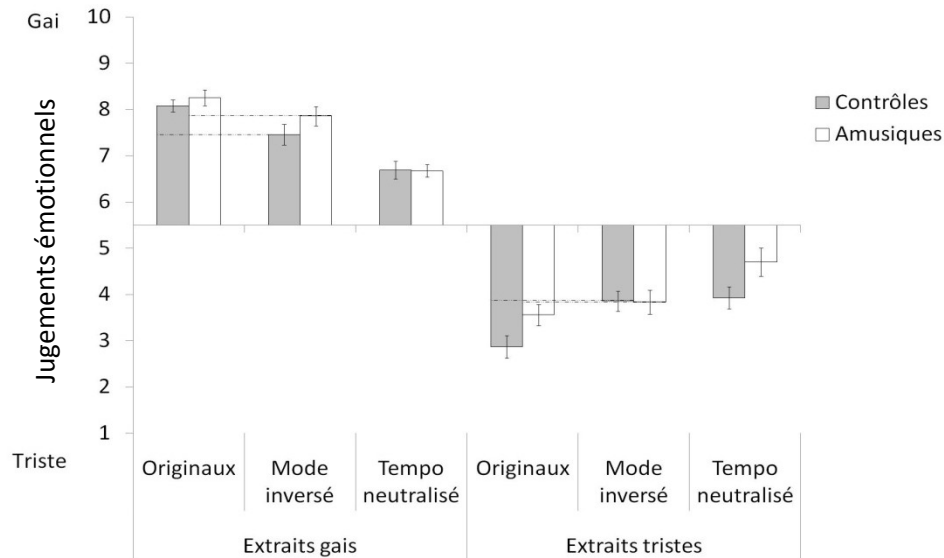 Gai
10
9
8
7
6
5
4
3
2
1
Triste
Jugements émotionnels
Contrôles
Amusiques
Originaux
Mode
inversé
Tempo
neutralisé
Originaux
Mode
inversé
Tempo
neutralisé
Extraits gais
Extraits tristes